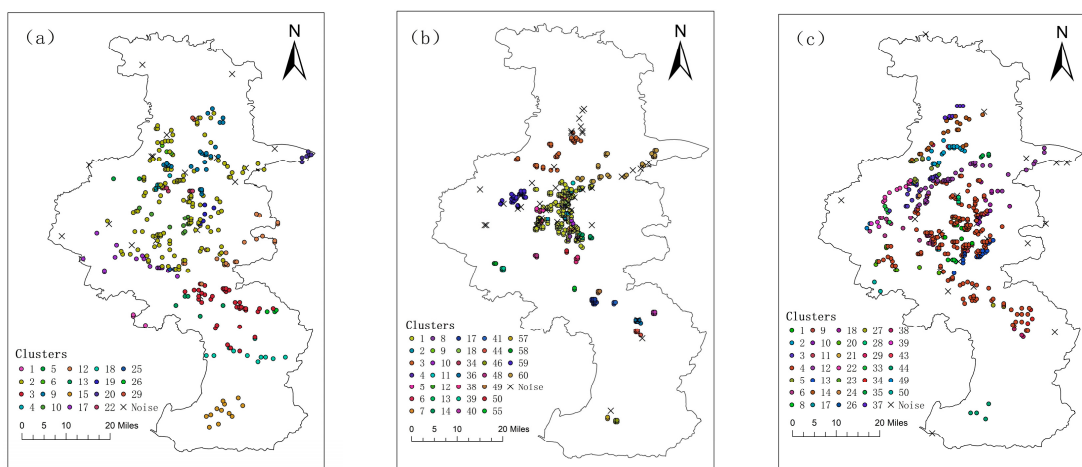 (a)
N
Clusters
1 5 12 18 25
2 6 13 19 26
3 9 15 20 29
4 10 17 22 Noise
0 5 10 20 Miles
(b)
N
Clusters
1 8 17 41 57
2 9 18 44 58
3 10 34 46 59
4 11 36 48 60
5 12 38 49 Noise
6 13 39 50
7 14 40 55
0 5 10 20 Miles
(c)
N
Clusters
1 9 18 27 38
2 10 20 28 39
3 11 21 29 43
4 12 22 33 44
5 13 23 34 49
6 16 24 35 50
8 17 26 37 Noise
0 5 10 20 Miles